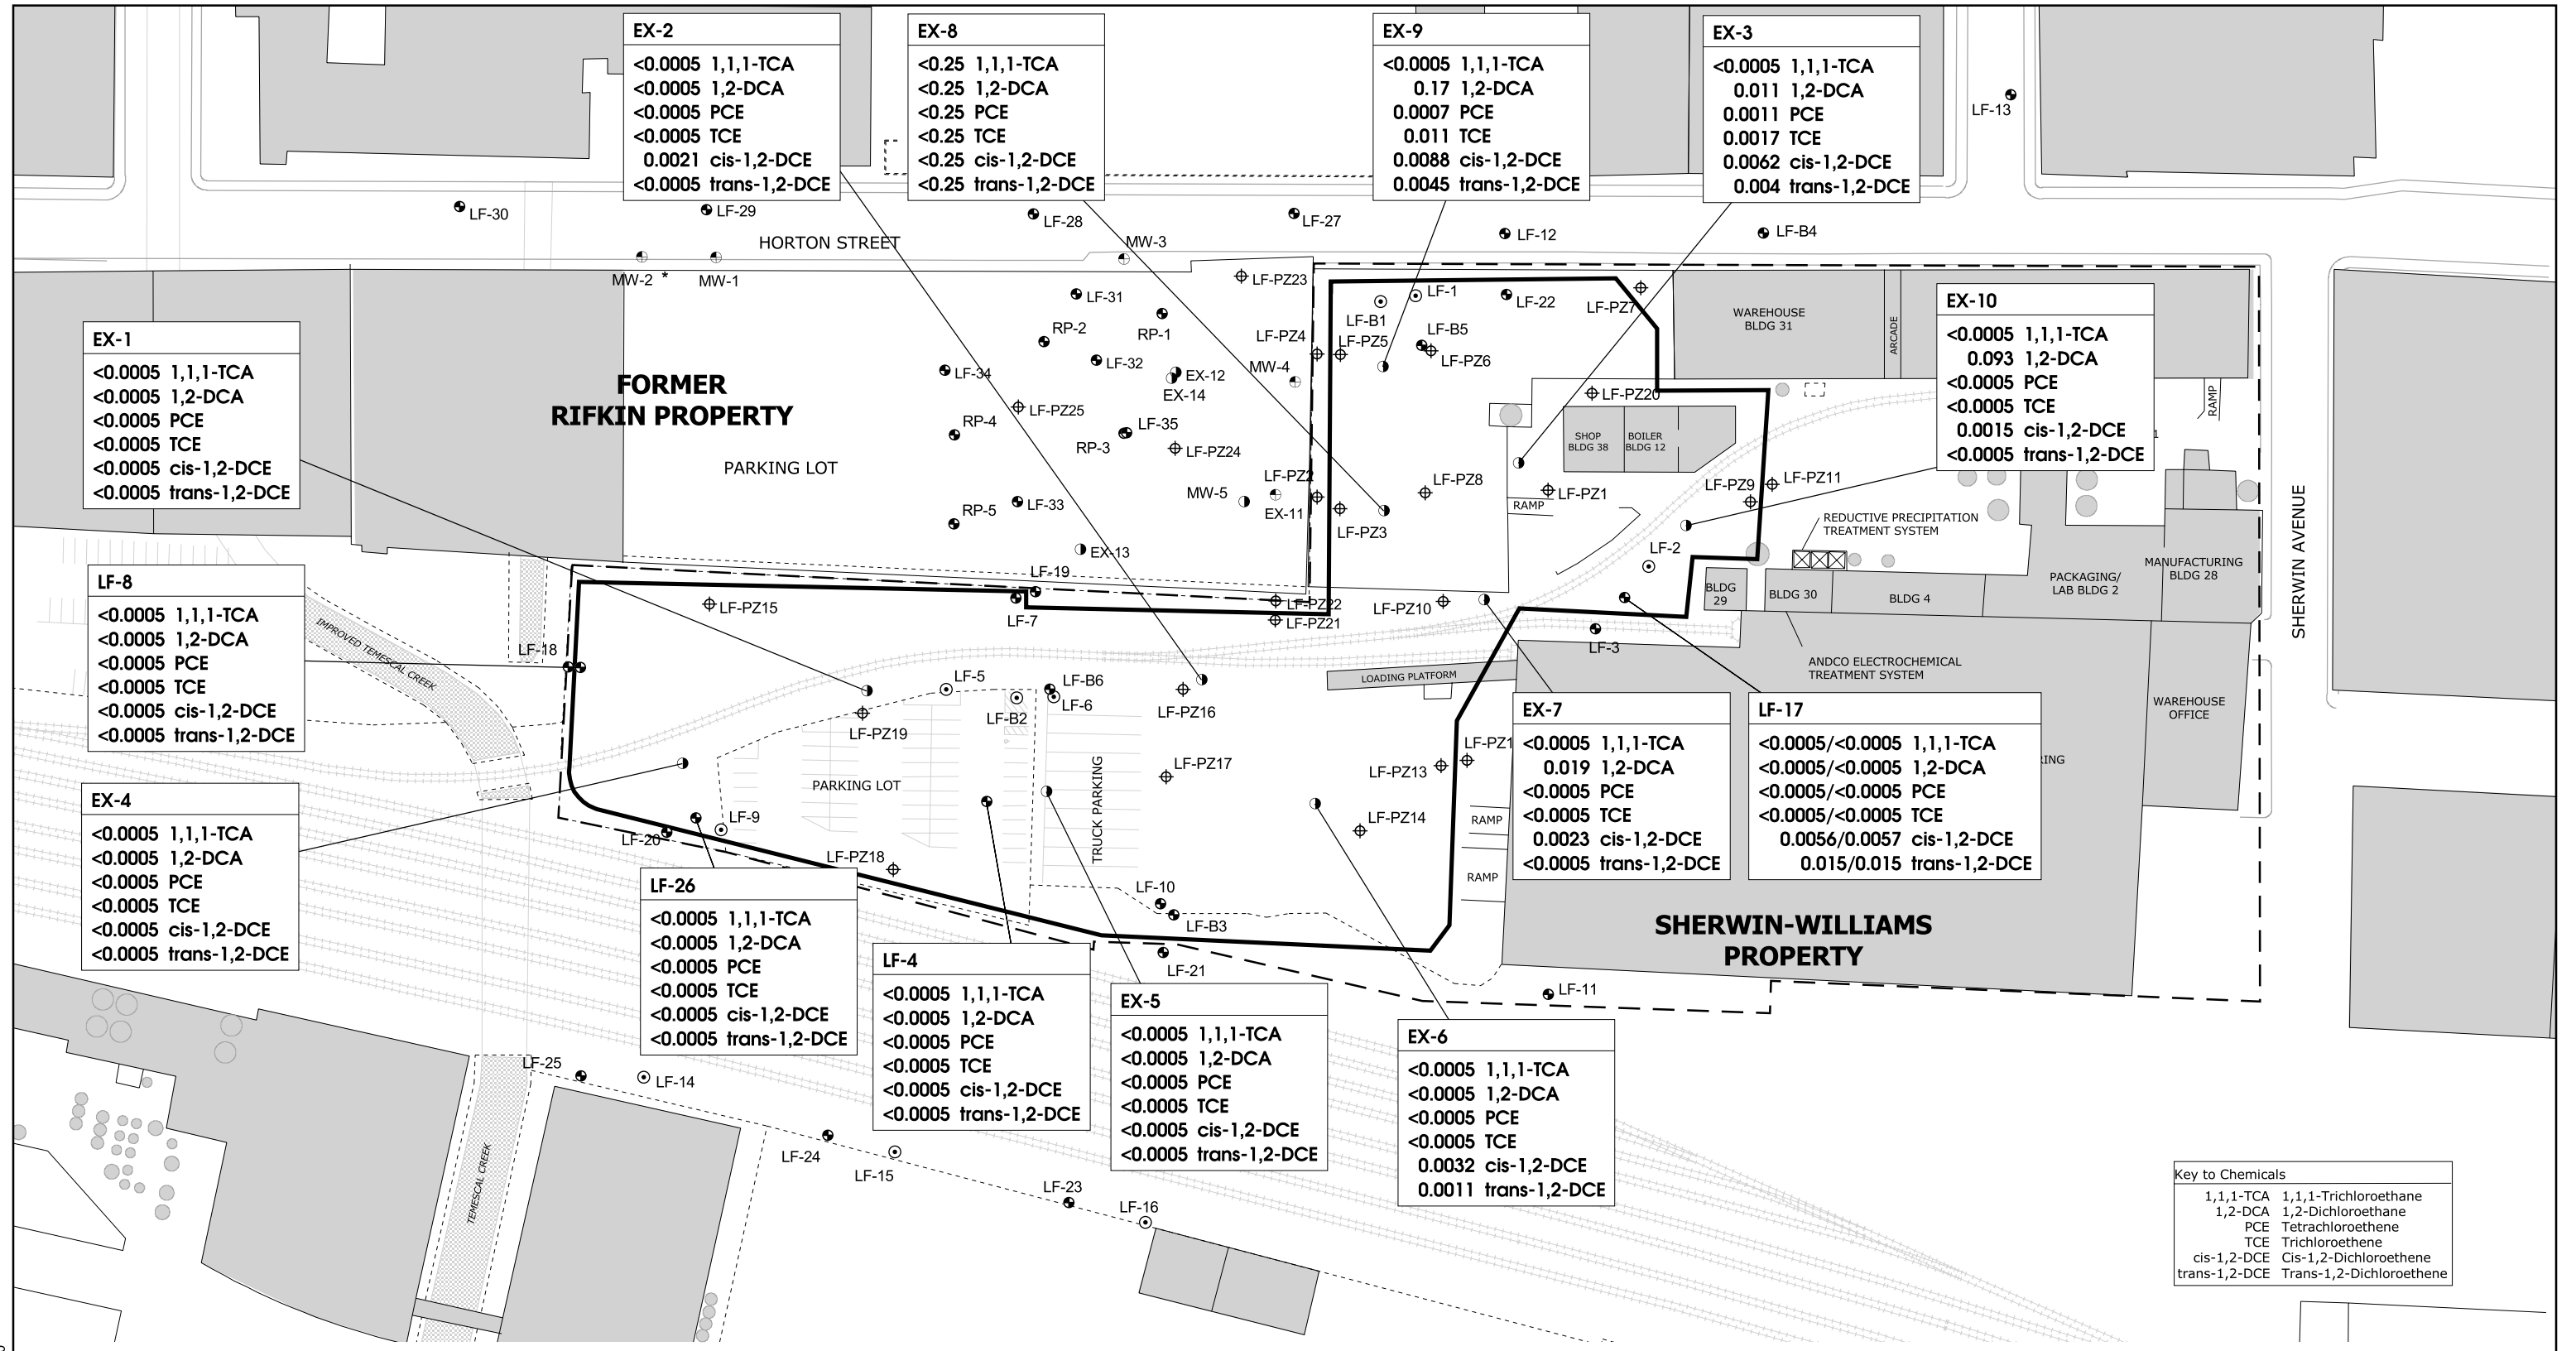 EX-2
<0.0005 1,1,1-TCA
<0.0005 1,2-DCA
<0.0005 PCE
<0.0005 TCE
0.0021 cis-1,2-DCE
<0.0005 trans-1,2-DCE
EX-8
<0.25 1,1,1-TCA
<0.25 1,2-DCA
<0.25 PCE
<0.25 TCE
<0.25 cis-1,2-DCE
<0.25 trans-1,2-DCE
EX-9
<0.0005 1,1,1-TCA
0.17 1,2-DCA
0.0007 PCE
0.011 TCE
0.0088 cis-1,2-DCE
0.0045 trans-1,2-DCE
EX-3
<0.0005 1,1,1-TCA
0.011 1,2-DCA
0.0011 PCE
0.0017 TCE
0.0062 cis-1,2-DCE
0.004 trans-1,2-DCE
LF-13
LF-30
LF-29
LF-28
LF-27
LF-12
LF-B4
HORTON STREET
MW-3
MW-2 *
MW-1
LF-PZ23
LF-31
RP-1
RP-2
LF-32
LF-34
EX-12
EX-14
LF-PZ25
RP-4
LF-35
RP-3
LF-PZ24
LF-PZ4
LF-PZ5
MW-4
LF-B1
LF-1
LF-B5
LF-PZ6
LF-22
LF-PZ7
WAREHOUSE
BLDG 31
ARCADE
RAMP
EX-10
<0.0005 1,1,1-TCA
0.093 1,2-DCA
<0.0005 PCE
<0.0005 TCE
0.0015 cis-1,2-DCE
<0.0005 trans-1,2-DCE
1
EX-1
<0.0005 1,1,1-TCA
<0.0005 1,2-DCA
<0.0005 PCE
<0.0005 TCE
<0.0005 cis-1,2-DCE
<0.0005 trans-1,2-DCE
FORMER
RIFKIN PROPERTY
PARKING LOT
LF-PZ20
SHOP
BLDG 38
BOILER
BLDG 12
LF-PZ2
MW-5
EX-11
LF-PZ3
LF-PZ8
LF-PZ1
RAMP
LF-PZ9
LF-PZ11
RP-5
LF-33
EX-13
LF-2
REDUCTIVE PRECIPITATION
TREATMENT SYSTEM
BLDG
29
BLDG 30
BLDG 4
PACKAGING/
LAB BLDG 2
MANUFACTURING
BLDG 28
SHERWIN AVENUE
LF-8
<0.0005 1,1,1-TCA
<0.0005 1,2-DCA
<0.0005 PCE
<0.0005 TCE
<0.0005 cis-1,2-DCE
<0.0005 trans-1,2-DCE
IMPROVED TEMESCAL CREEK
LF-18
LF-PZ15
LF-19
LF-7
LF-PZ22
LF-PZ21
LF-PZ10
LF-3
ANDCO ELECTROCHEMICAL
TREATMENT SYSTEM
LOADING PLATFORM
WAREHOUSE
OFFICE
LF-5
LF-B6
LF-6
LF-B2
LF-PZ19
LF-PZ16
EX-7
<0.0005 1,1,1-TCA
0.019 1,2-DCA
<0.0005 PCE
<0.0005 TCE
0.0023 cis-1,2-DCE
<0.0005 trans-1,2-DCE
LF-17
<0.0005/<0.0005 1,1,1-TCA
<0.0005/<0.0005 1,2-DCA
<0.0005/<0.0005 PCE
<0.0005/<0.0005 TCE
0.0056/0.0057 cis-1,2-DCE
0.015/0.015 trans-1,2-DCE
RING
LF-PZ1
LF-PZ13
LF-PZ17
PARKING LOT
TRUCK PARKING
LF-PZ14
RAMP
RAMP
EX-4
<0.0005 1,1,1-TCA
<0.0005 1,2-DCA
<0.0005 PCE
<0.0005 TCE
<0.0005 cis-1,2-DCE
<0.0005 trans-1,2-DCE
LF-9
LF-20
LF-PZ18
LF-10
LF-B3
LF-21
LF-11
SHERWIN-WILLIAMS
PROPERTY
LF-26
<0.0005 1,1,1-TCA
<0.0005 1,2-DCA
<0.0005 PCE
<0.0005 TCE
<0.0005 cis-1,2-DCE
<0.0005 trans-1,2-DCE
LF-4
<0.0005 1,1,1-TCA
<0.0005 1,2-DCA
<0.0005 PCE
<0.0005 TCE
<0.0005 cis-1,2-DCE
<0.0005 trans-1,2-DCE
EX-5
<0.0005 1,1,1-TCA
<0.0005 1,2-DCA
<0.0005 PCE
<0.0005 TCE
<0.0005 cis-1,2-DCE
<0.0005 trans-1,2-DCE
EX-6
<0.0005 1,1,1-TCA
<0.0005 1,2-DCA
<0.0005 PCE
<0.0005 TCE
0.0032 cis-1,2-DCE
0.0011 trans-1,2-DCE
LF-25
LF-14
LF-24
LF-15
LF-23
LF-16
TEMESCAL CREEK
Key to Chemicals
1,1,1-TCA 1,1,1-Trichloroethane
1,2-DCA 1,2-Dichloroethane
PCE Tetrachloroethene
TCE Trichloroethene
cis-1,2-DCE Cis-1,2-Dichloroethene
trans-1,2-DCE Trans-1,2-Dichloroethene